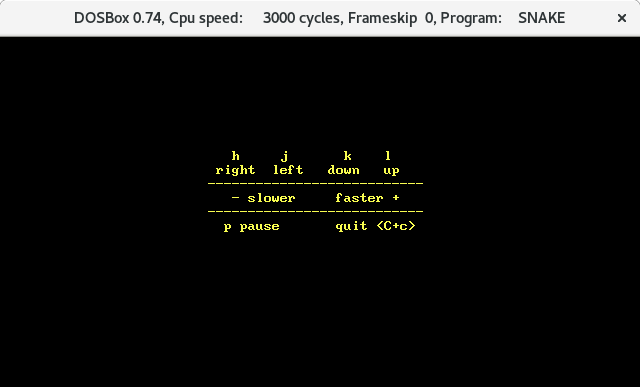 DOSBox 0.74, Cpu speed: 3000 cycles, Frameskip 0, Program: SNAKE ×
h j k l
right left down up
---------------------------
- slower faster +
---------------------------
p pause quit <C+c>